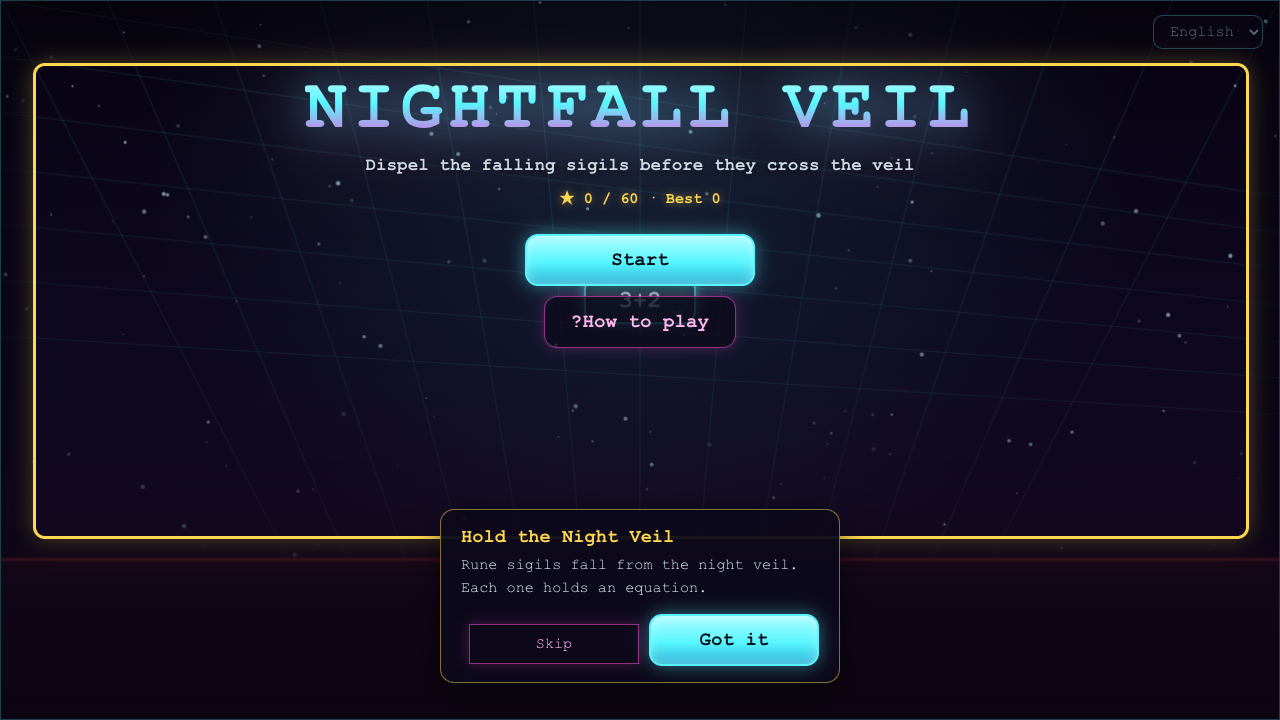 English
NIGHTFALL VEIL
Dispel the falling sigils before they cross the veil
★ 0 / 60 · Best 0
Start
3+2
?How to play
Hold the Night Veil
Rune sigils fall from the night veil.
Each one holds an equation.
Skip
Got it